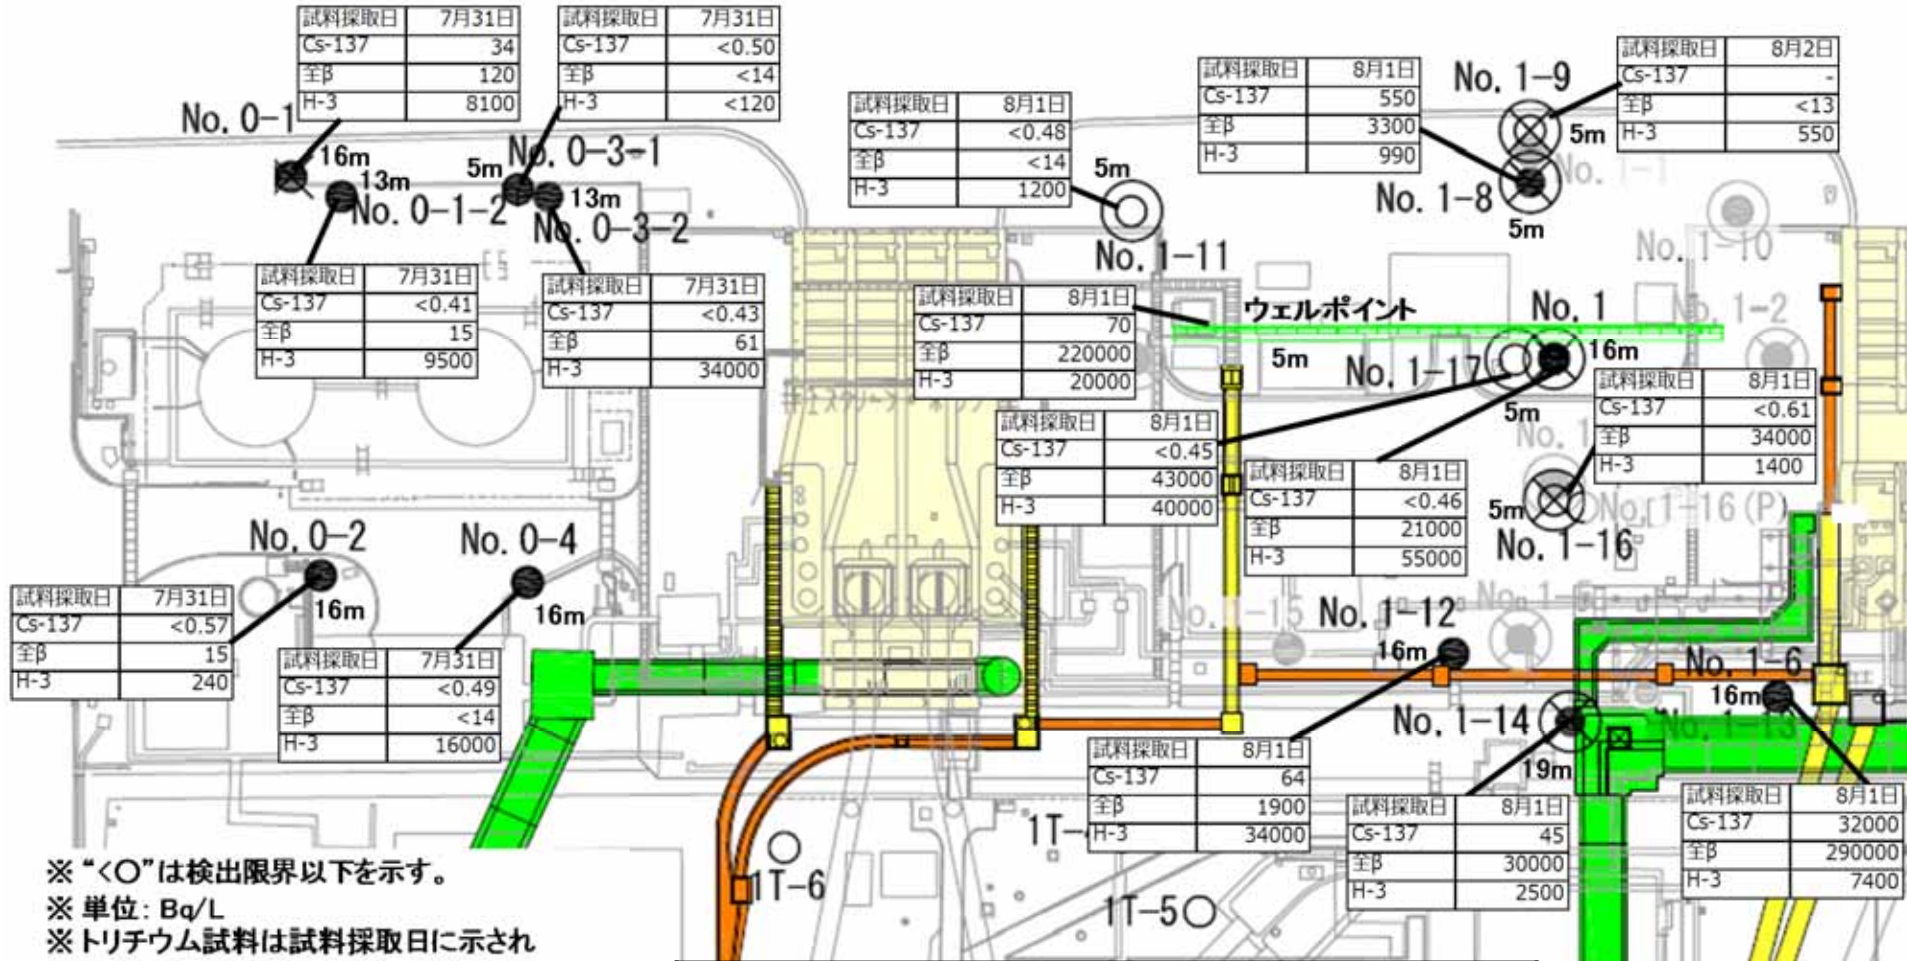 試料採取日 7月31日
Cs-137 34
全β 120
H-3 8100
試料採取日 7月31日
Cs-137 <0.50
全β <14
H-3 <120
試料採取日 8月1日
Cs-137 <0.48
全β <14
H-3 1200
試料採取日 8月1日
Cs-137 550
全β 3300
H-3 990
No. 1-9
5m
試料採取日 8月2日
Cs-137 -
全β <13
H-3 550
No. 0-1
16m
13m
No. 0-1-2
5m
No. 0-3-1
13m
No. 0-3-2
5m
No. 1-11
No. 1-8
5m
No. 1-1
No. 1-10
試料採取日 7月31日
Cs-137 <0.41
全β 15
H-3 9500
試料採取日 7月31日
Cs-137 <0.43
全β 61
H-3 34000
試料採取日 8月1日
Cs-137 70
全β 220000
H-3 20000
ウェルポイント
5m
No. 1
16m
No. 1-2
No. 1-17
5m
試料採取日 8月1日
Cs-137 <0.61
全β 34000
H-3 1400
試料採取日 8月1日
Cs-137 <0.45
全β 43000
H-3 40000
試料採取日 8月1日
Cs-137 <0.46
全β 21000
H-3 55000
5m
No. 1-16
No. 1-16(P)
No. 0-2
16m
No. 0-4
16m
試料採取日 7月31日
Cs-137 <0.57
全β 15
H-3 240
試料採取日 7月31日
Cs-137 <0.49
全β <14
H-3 16000
No. 1-15
No. 1-12
16m
No. 1-6
16m
No. 1-14
19m
No. 1-13
試料採取日 8月1日
Cs-137 64
全β 1900
H-3 34000
試料採取日 8月1日
Cs-137 45
全β 30000
H-3 2500
試料採取日 8月1日
Cs-137 32000
全β 290000
H-3 7400
1T-6
1T-5
※ “<○”は検出限界以下を示す。
※ 単位: Bq/L
※ トリチウム試料は試料採取日に示され